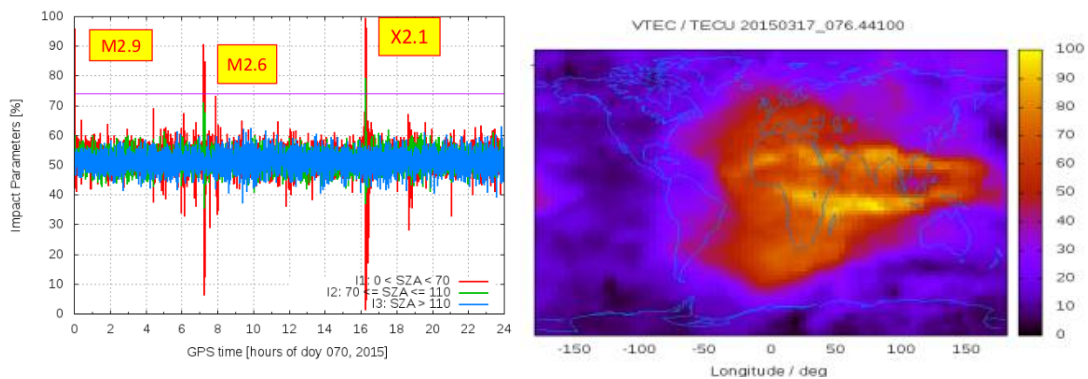 M2.9
M2.6
X2.1
Impact Parameters [%]
100
90
80
70
60
50
40
30
20
10
0
I1: 0 < SZA < 70
I2: 70 <= SZA <= 110
I3: SZA > 110
0 2 4 6 8 10 12 14 16 18 20 22 24
GPS time [hours of doy 070, 2015]
VTEC / TECU 20150317_076.44100
100
90
80
70
60
50
40
30
20
10
0
-150 -100 -50 0 50 100 150
Longitude / deg